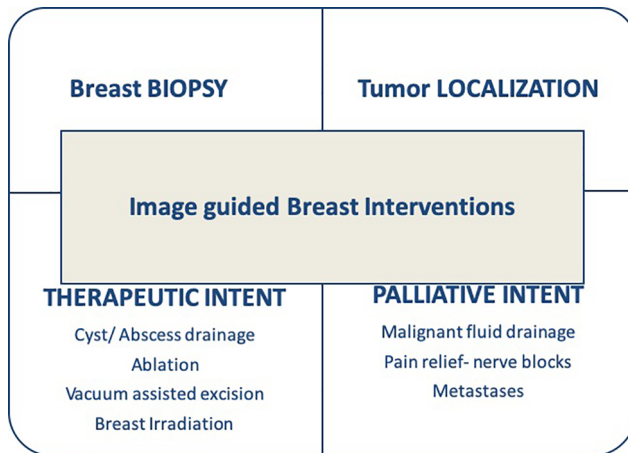 Breast BIOPSY
Tumor LOCALIZATION
Image guided Breast Interventions
THERAPEUTIC INTENT
Cyst/ Abscess drainage
Ablation
Vacuum assisted excision
Breast Irradiation
PALLIATIVE INTENT
Malignant fluid drainage
Pain relief- nerve blocks
Metastases